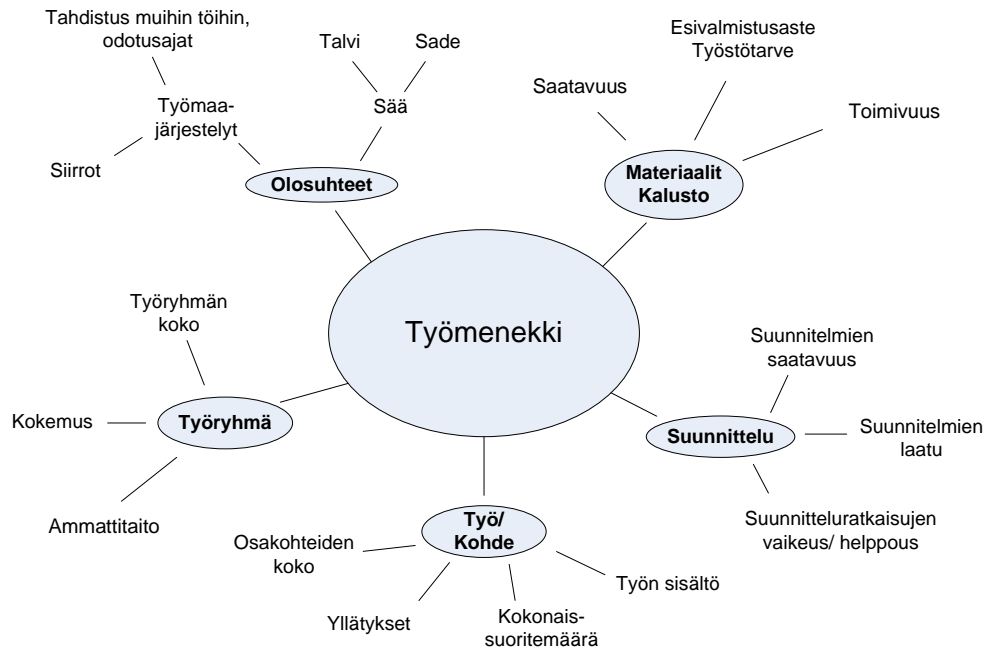 Tahdistus muihin töihin,
odotusajat
Talvi
Sade
Esivalmistusaste
Työstötarve
Saatavuus
Toimivuus
Työmaa-
järjestelyt
Sää
Siirrot
Olosuhteet
Materiaalit
Kalusto
Työmenekki
Työryhmän
koko
Suunnitelmien
saatavuus
Kokemus
Työryhmä
Suunnittelu
Suunnitelmien
laatu
Ammattitaito
Työ/
Kohde
Suunnitteluratkaisujen
vaikeus/ helppous
Osakohteiden
koko
Työn sisältö
Yllätykset
Kokonais-
suoritemäärä